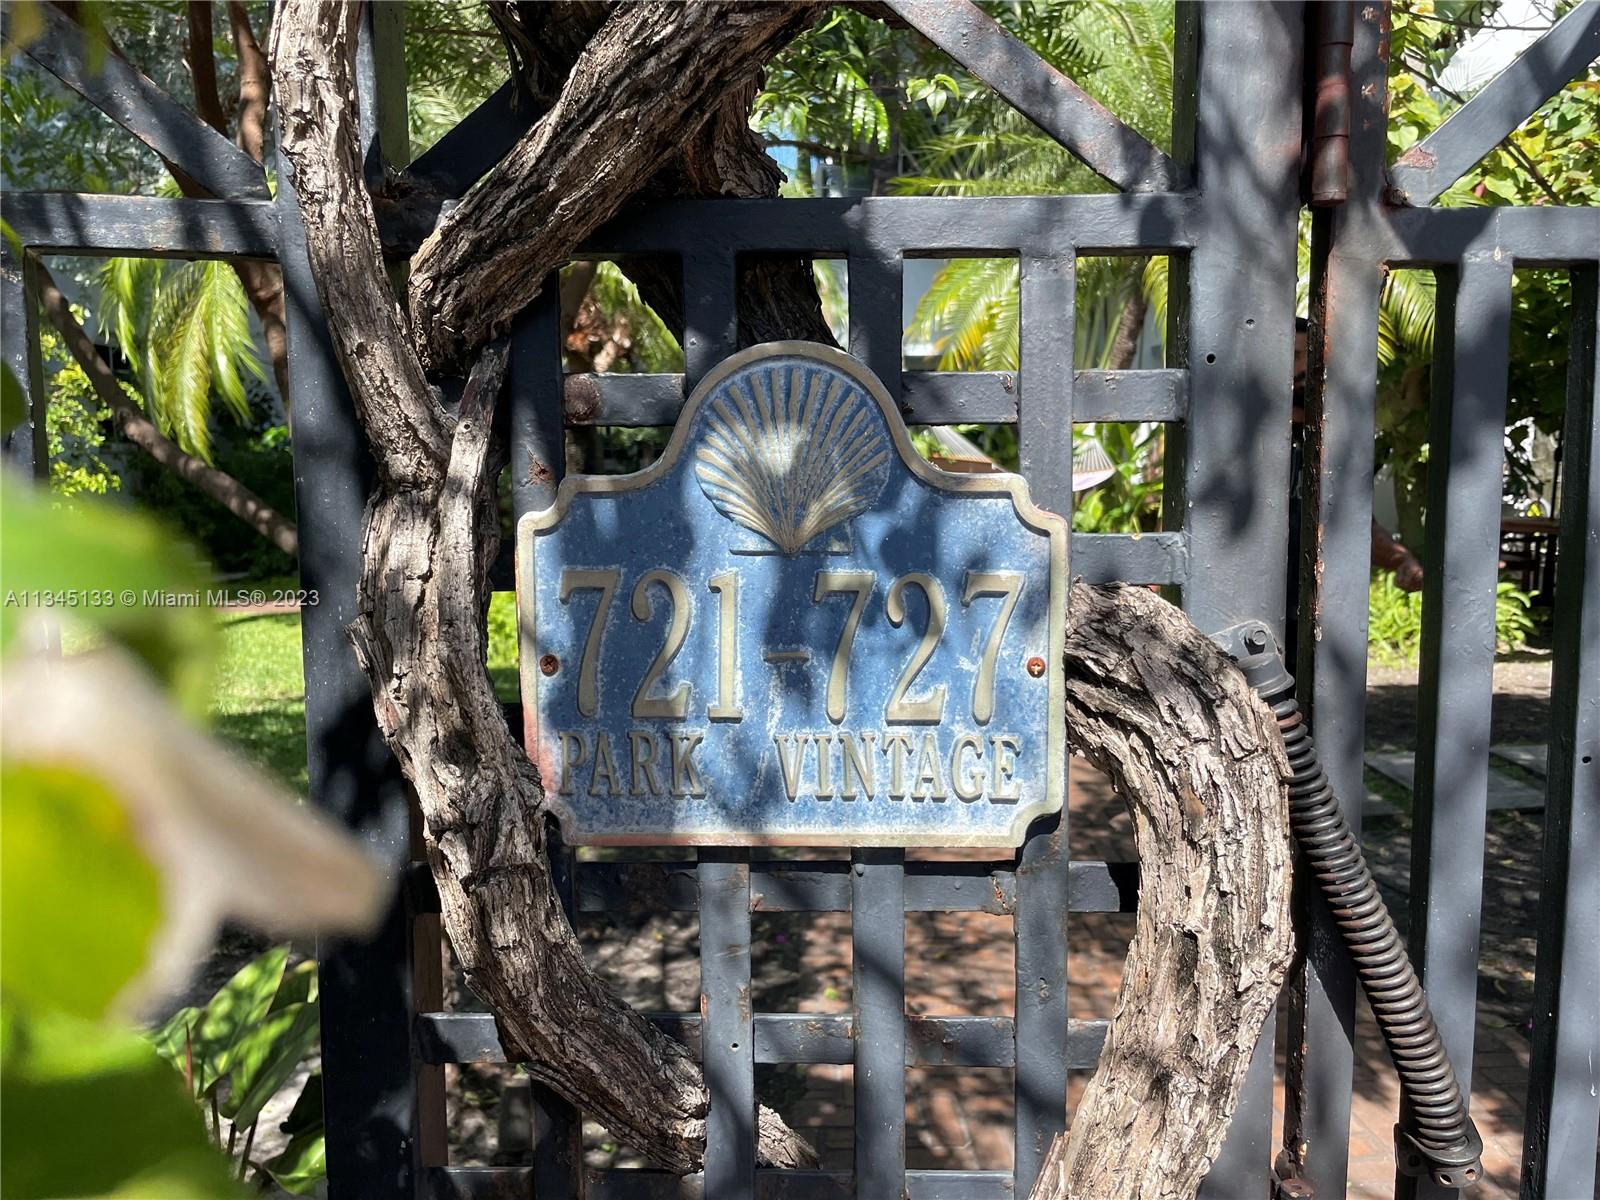 721-727
PARK VINTAGE
A11345133 © Miami MLS® 2023